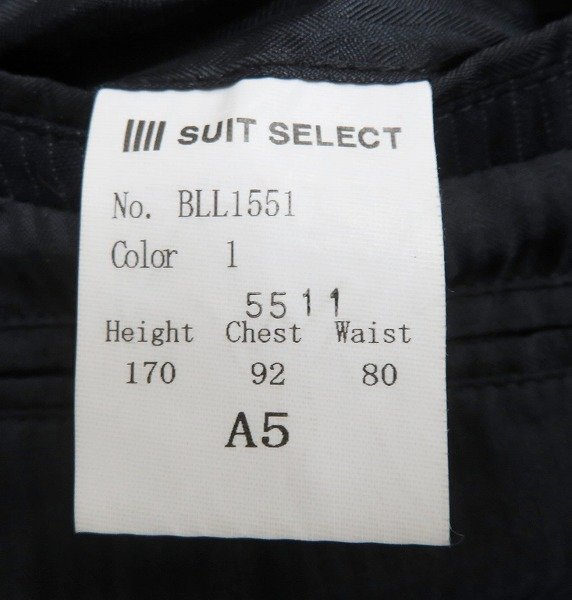 SUIT SELECT
No. BLL1551
Color 1
5511
Height Chest Waist
170 92 80
A5